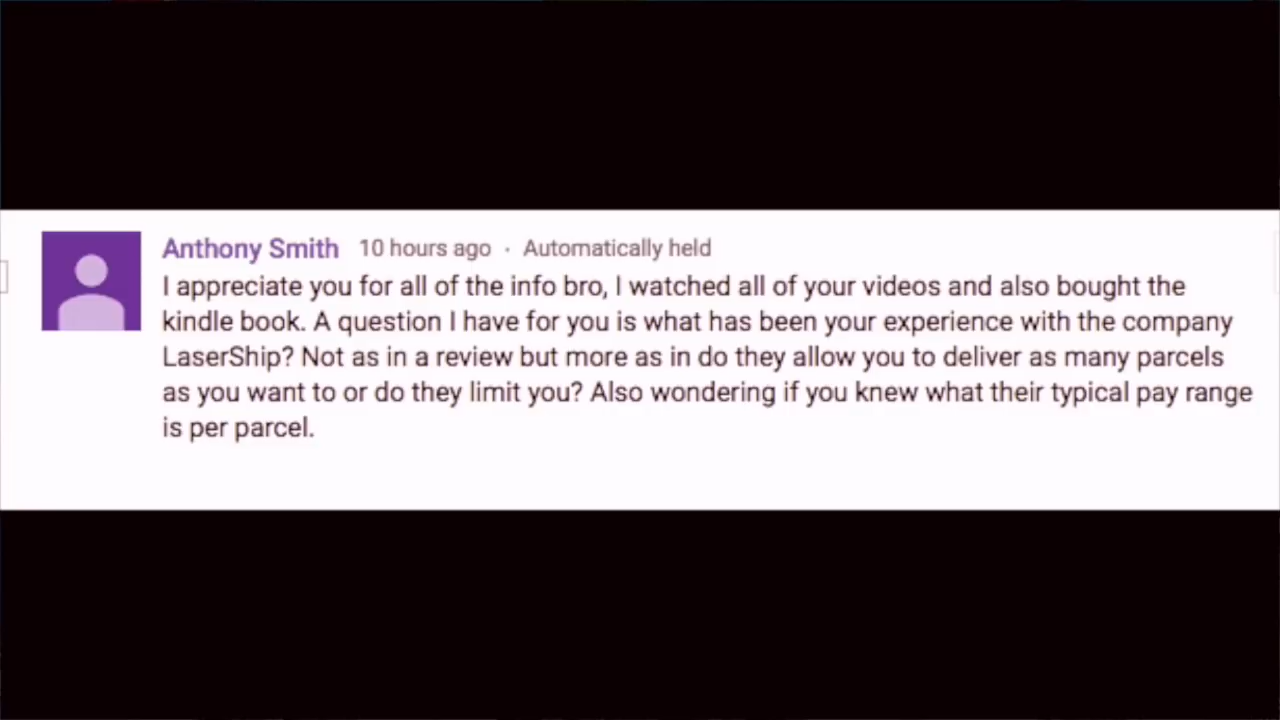 Anthony Smith 10 hours ago · Automatically held
I appreciate you for all of the info bro, I watched all of your videos and also bought the
kindle book. A question I have for you is what has been your experience with the company
LaserShip? Not as in a review but more as in do they allow you to deliver as many parcels
as you want to or do they limit you? Also wondering if you knew what their typical pay range
is per parcel.